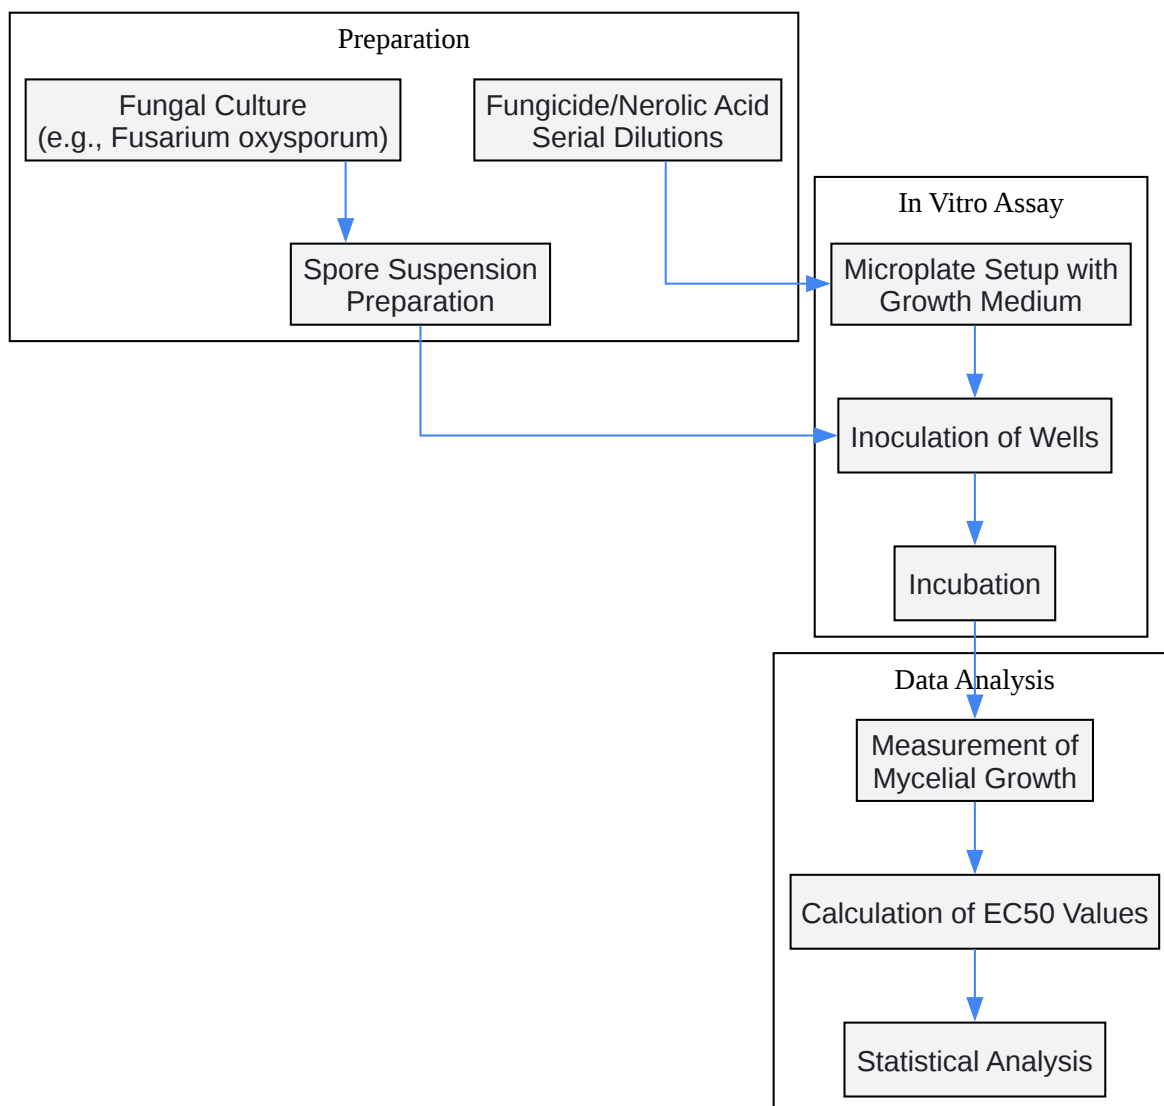 Preparation
Fungal Culture
(e.g., Fusarium oxysporum)
Fungicide/Nerolic Acid
Serial Dilutions
Spore Suspension
Preparation
In Vitro Assay
Microplate Setup with
Growth Medium
Inoculation of Wells
Incubation
Data Analysis
Measurement of
Mycelial Growth
Calculation of EC50 Values
Statistical Analysis